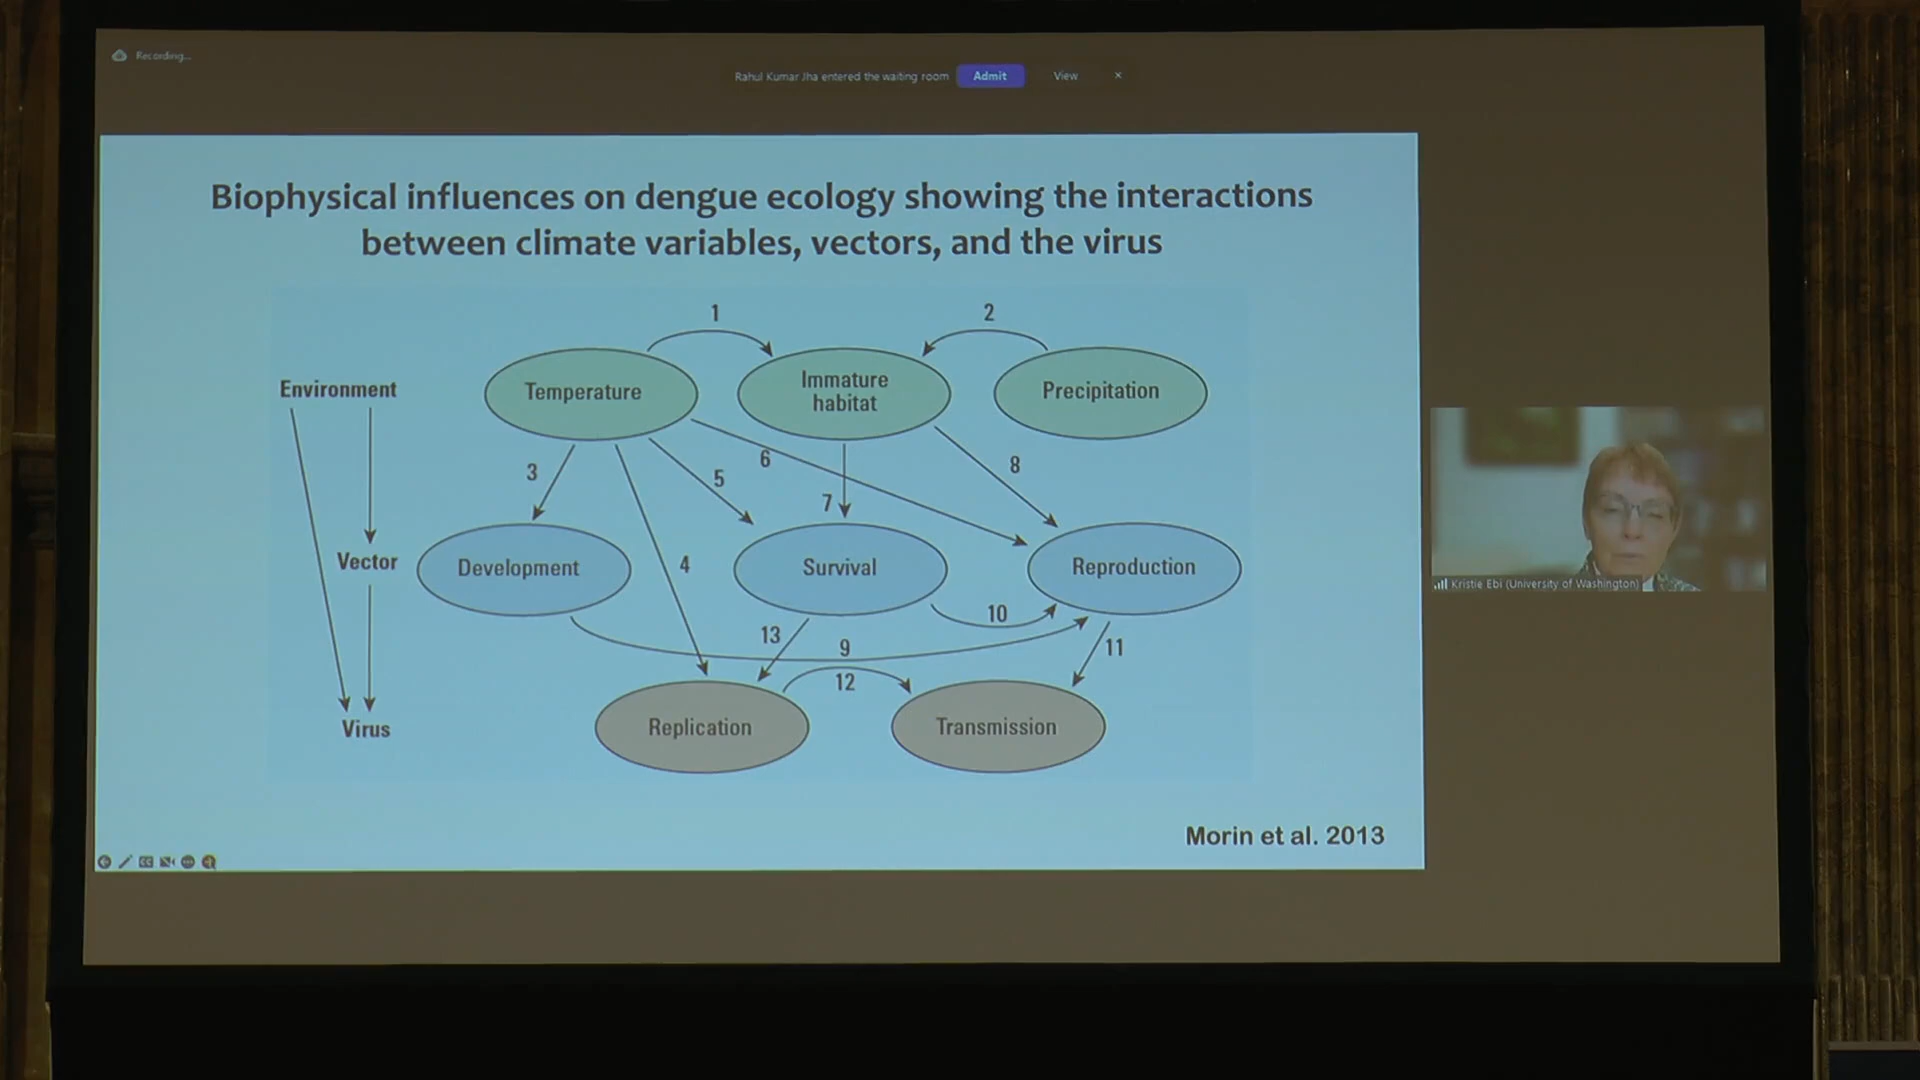 Recording...
Rahul Kumar Jha entered the waiting room Admit View ×
Biophysical influences on dengue ecology showing the interactions
between climate variables, vectors, and the virus
1 2
Environment
Temperature
Immature
habitat
Precipitation
3 5 6 7 8
4
Vector
Development
Survival
Reproduction
10
13 9 11
12
Virus
Replication
Transmission
Morin et al. 2013
Kristie Ebi (University of Washington)